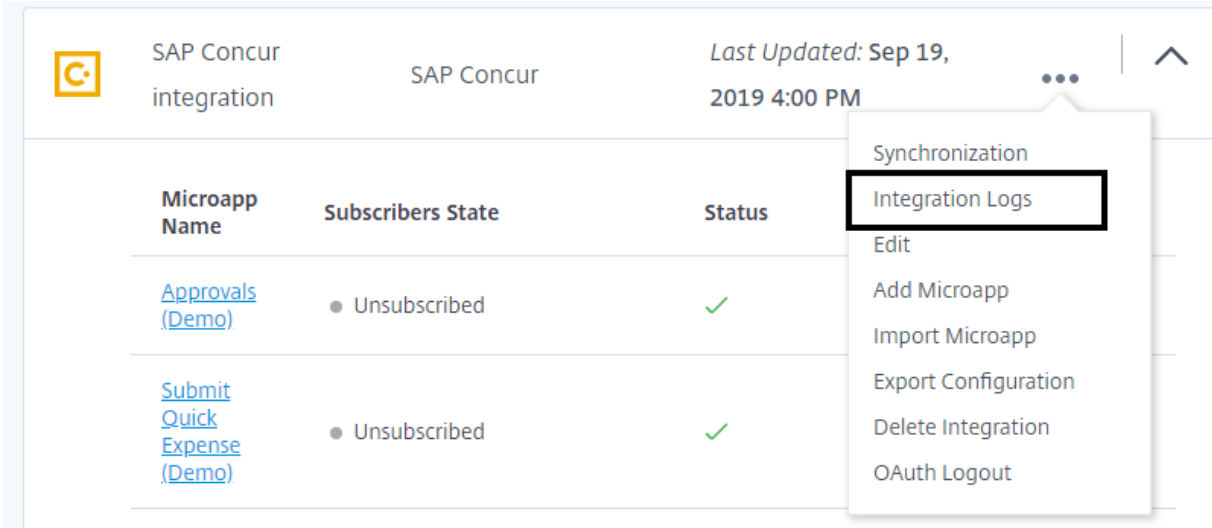 SAP Concur
integration
SAP Concur
Last Updated: Sep 19,
2019 4:00 PM
Synchronization
Integration Logs
Edit
Add Microapp
Import Microapp
Export Configuration
Delete Integration
OAuth Logout
Microapp
Name
Subscribers State
Status
Approvals
(Demo)
Unsubscribed
Submit
Quick
Expense
(Demo)
Unsubscribed